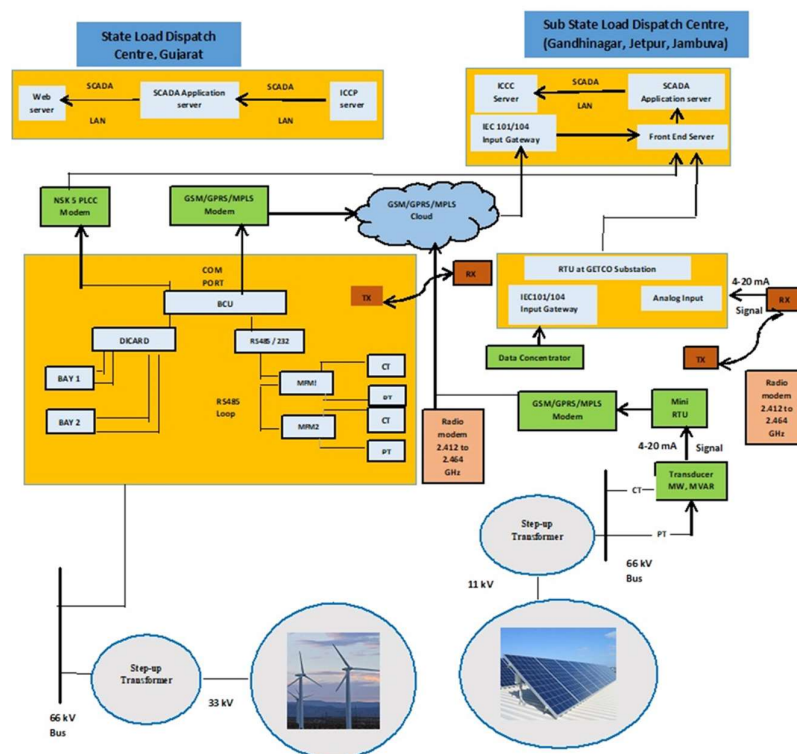 State Load Dispatch
Centre, Gujarat
Sub State Load Dispatch Centre,
(Gandhinagar, Jetpur, Jambuva)
Web
server
SCADA
LAN
SCADA Application
server
SCADA
LAN
ICCP
server
ICCC
Server
SCADA
LAN
SCADA
Application server
IEC 101/104
Input Gateway
Front End Server
NSK 5 PLCC
Modem
GSM/GPRS/MPLS
Modem
GSM/GPRS/MPLS
Cloud
COM
PORT
BCU
TX
RX
RTU at GETCO Substation
IEC101/104
Input Gateway
Analog Input
4-20 mA
Signal
RX
TX
DICARD
RS485 / 232
BAY 1
BAY 2
RS485
Loop
MFM1
MFM2
CT
PT
CT
PT
Data Concentrator
GSM/GPRS/MPLS
Modem
Mini
RTU
Radio
modem
2.412 to
2.464
GHz
Radio
modem
2.412 to
2.464
GHz
4-20 mA
Signal
Transducer
MW, MVAR
CT
PT
Step-up
Transformer
66 kV
Bus
11 kV
Step-up
Transformer
33 kV
66 kV
Bus